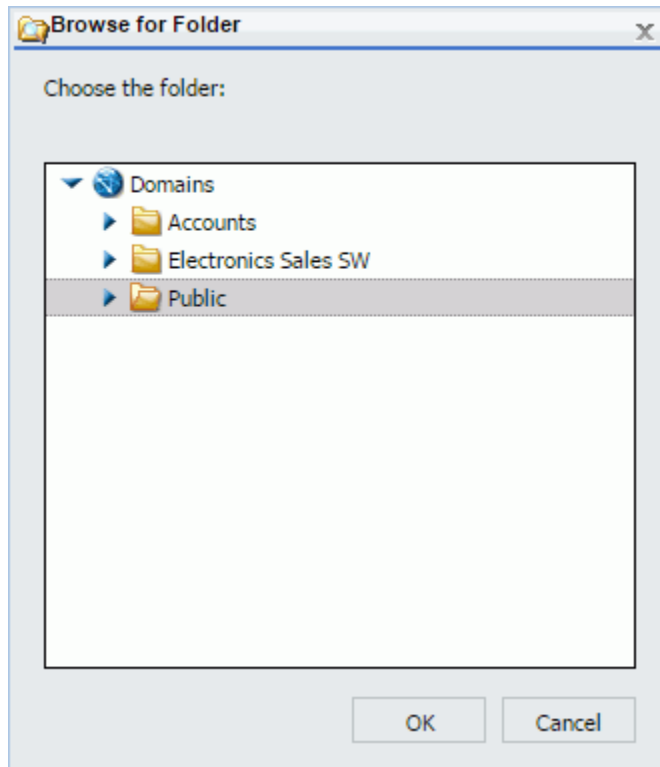 Browse for Folder
Choose the folder:
Domains
Accounts
Electronics Sales SW
Public
OK Cancel